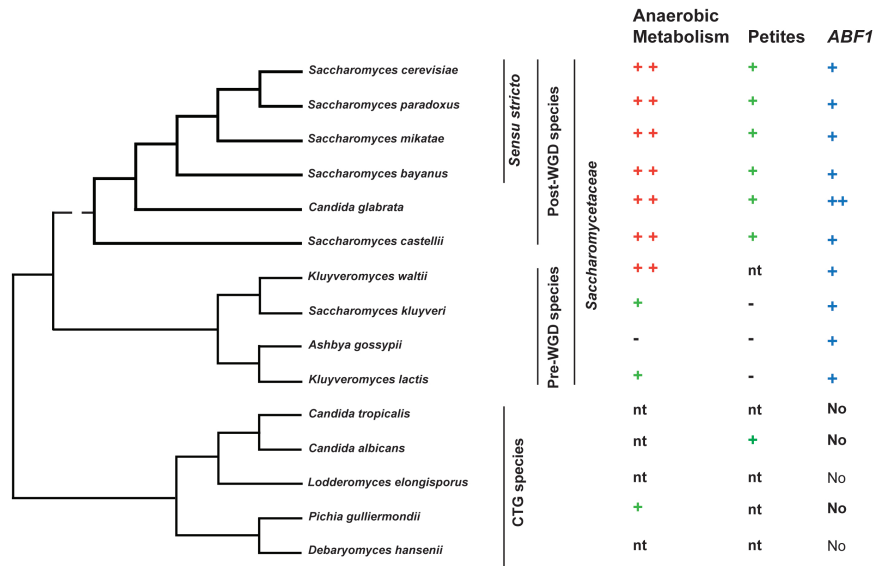 Anaerobic
Metabolism Petites ABF1
Saccharomyces cerevisiae ++ + +
Saccharomyces paradoxus ++ + +
Saccharomyces mikatae ++ + +
Saccharomyces bayanus ++ + +
Candida glabrata ++ + ++
Saccharomyces castellii ++ + +
Kluyveromyces waltii ++ nt +
Saccharomyces kluyveri + - +
Ashbya gossypii - - +
Kluyveromyces lactis + - +
Candida tropicalis nt nt No
Candida albicans nt + No
Lodderomyces elongisporus nt nt No
Pichia gulliermondii + nt No
Debaryomyces hansenii nt nt No
Sensu stricto
Post-WGD species
Pre-WGD species
Saccharomycetaceae
CTG species